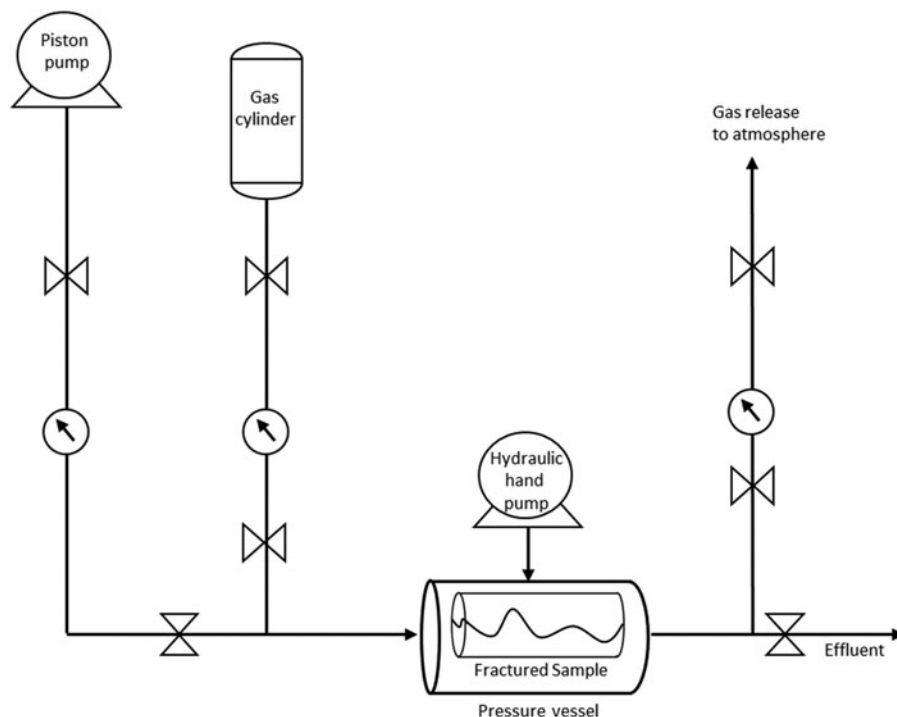 Piston
pump
Gas
cylinder
Gas release
to atmosphere
Hydraulic
hand
pump
Fractured Sample
Effluent
Pressure vessel